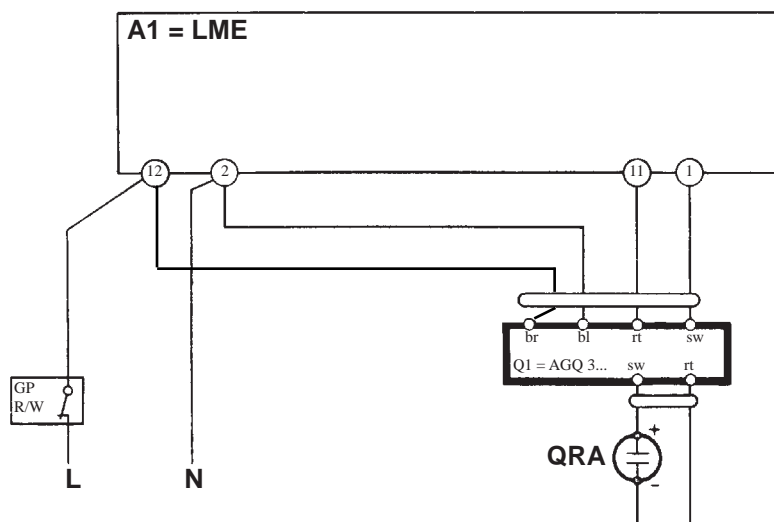 A1 = LME
12 2 11 1
br bl rt sw
Q1 = AGQ 3... sw rt
GP
R/W
+
QRA
-
L N